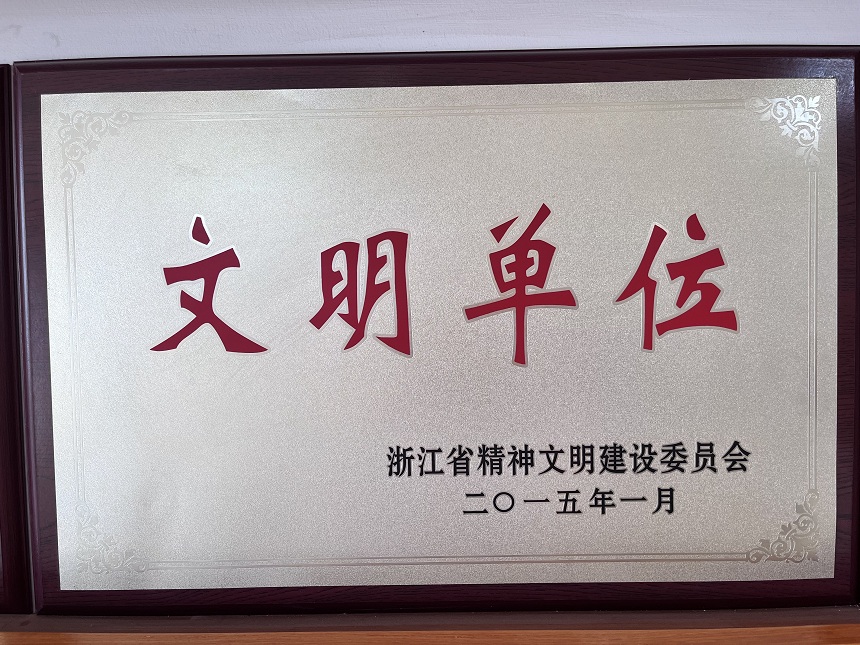 文明单位
浙江省精神文明建设委员会
二〇一五年一月